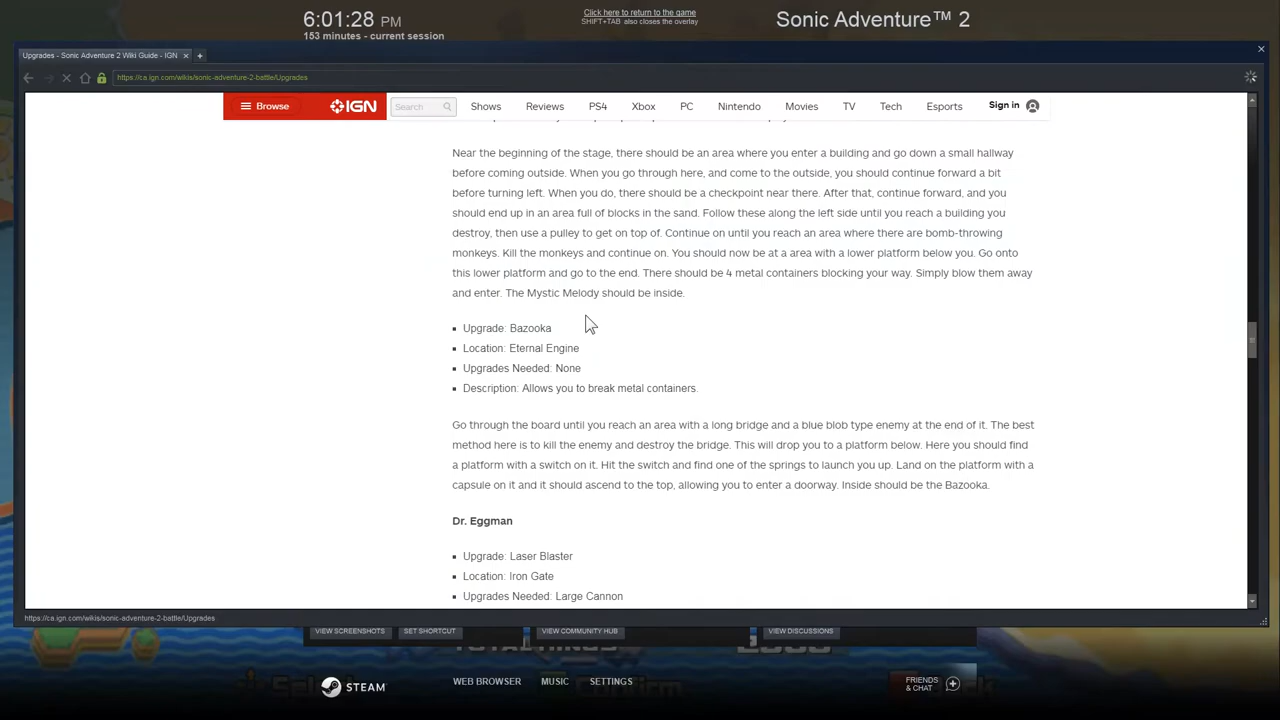 6:01:28 PM
153 minutes - current session
Click here to return to the game
SHIFT+TAB also closes the overlay
Sonic Adventure™ 2
Upgrades - Sonic Adventure 2 Wiki Guide - IGN
https://ca.ign.com/wikis/sonic-adventure-2-battle/Upgrades
Browse
IGN
Search
Shows
Reviews
PS4
Xbox
PC
Nintendo
Movies
TV
Tech
Esports
Sign in
Near the beginning of the stage, there should be an area where you enter a building and go down a small hallway
before coming outside. When you go through here, and come to the outside, you should continue forward a bit
before turning left. When you do, there should be a checkpoint near there. After that, continue forward, and you
should end up in an area full of blocks in the sand. Follow these along the left side until you reach a building you
destroy, then use a pulley to get on top of. Continue on until you reach an area where there are bomb-throwing
monkeys. Kill the monkeys and continue on. You should now be at a area with a lower platform below you. Go onto
this lower platform and go to the end. There should be 4 metal containers blocking your way. Simply blow them away
and enter. The Mystic Melody should be inside.
Upgrade: Bazooka
Location: Eternal Engine
Upgrades Needed: None
Description: Allows you to break metal containers.
Go through the board until you reach an area with a long bridge and a blue blob type enemy at the end of it. The best
method here is to kill the enemy and destroy the bridge. This will drop you to a platform below. Here you should find
a platform with a switch on it. Hit the switch and find one of the springs to launch you up. Land on the platform with a
capsule on it and it should ascend to the top, allowing you to enter a doorway. Inside should be the Bazooka.
Dr. Eggman
Upgrade: Laser Blaster
Location: Iron Gate
Upgrades Needed: Large Cannon
https://ca.ign.com/wikis/sonic-adventure-2-battle/Upgrades
VIEW SCREENSHOTS
SET SHORTCUT
VIEW COMMUNITY HUB
VIEW DISCUSSIONS
STEAM
WEB BROWSER
MUSIC
SETTINGS
FRIENDS
& CHAT